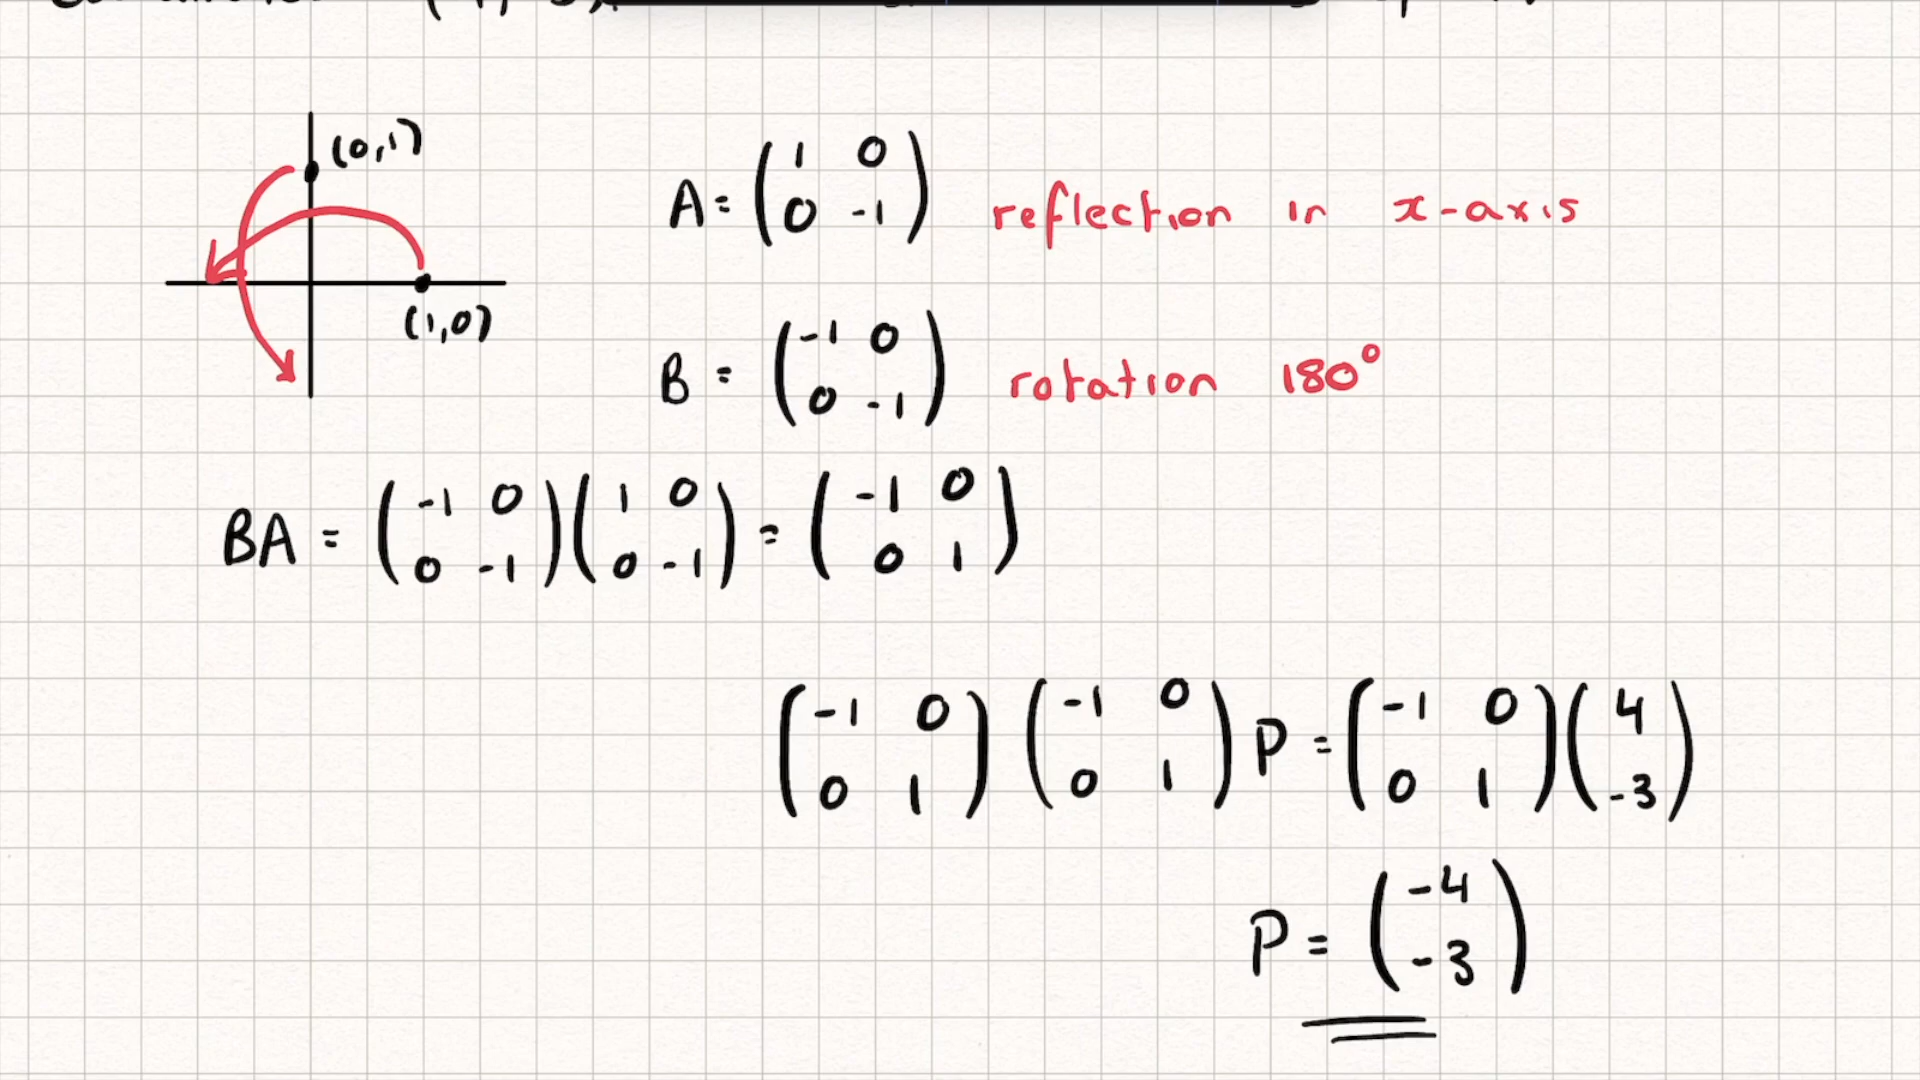 (0,1)
(1,0)
A = ( 1 0 ; 0 -1 ) reflection in x-axis
B = ( -1 0 ; 0 -1 ) rotation 180°
BA = ( -1 0 ; 0 -1 ) ( 1 0 ; 0 -1 ) = ( -1 0 ; 0 1 )
( -1 0 ; 0 1 ) ( -1 0 ; 0 1 ) P = ( -1 0 ; 0 1 ) ( 4 ; -3 )
P = ( -4 ; -3 )